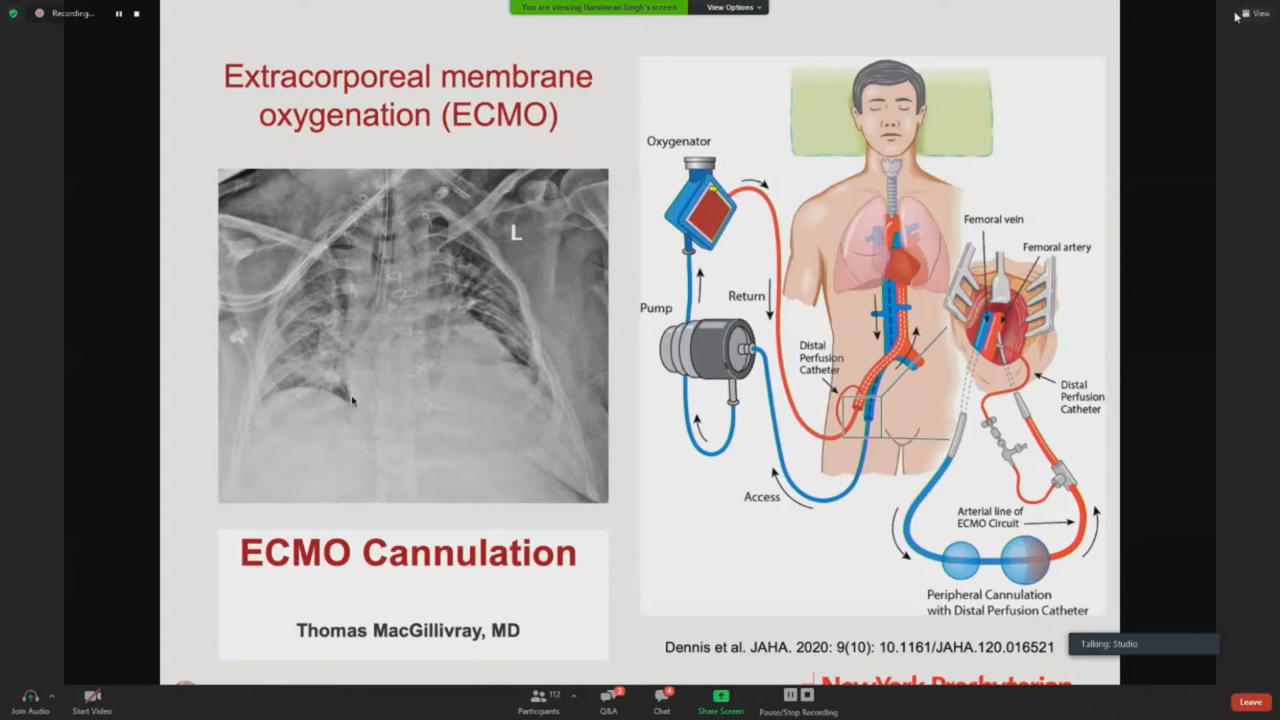 Recording...
You are viewing Harsimran Singh's screen
View Options
View
Extracorporeal membrane
oxygenation (ECMO)
L
ECMO Cannulation
Thomas MacGillivray, MD
Oxygenator
Return
Pump
Distal
Perfusion
Catheter
Access
Femoral vein
Femoral artery
Distal
Perfusion
Catheter
Arterial line of
ECMO Circuit
Peripheral Cannulation
with Distal Perfusion Catheter
Dennis et al. JAHA. 2020: 9(10): 10.1161/JAHA.120.016521
Talking: Studio
NewYork-Presbyterian
Join Audio
Start Video
112
Participants
3
Q&A
4
Chat
Share Screen
Pause/Stop Recording
Leave